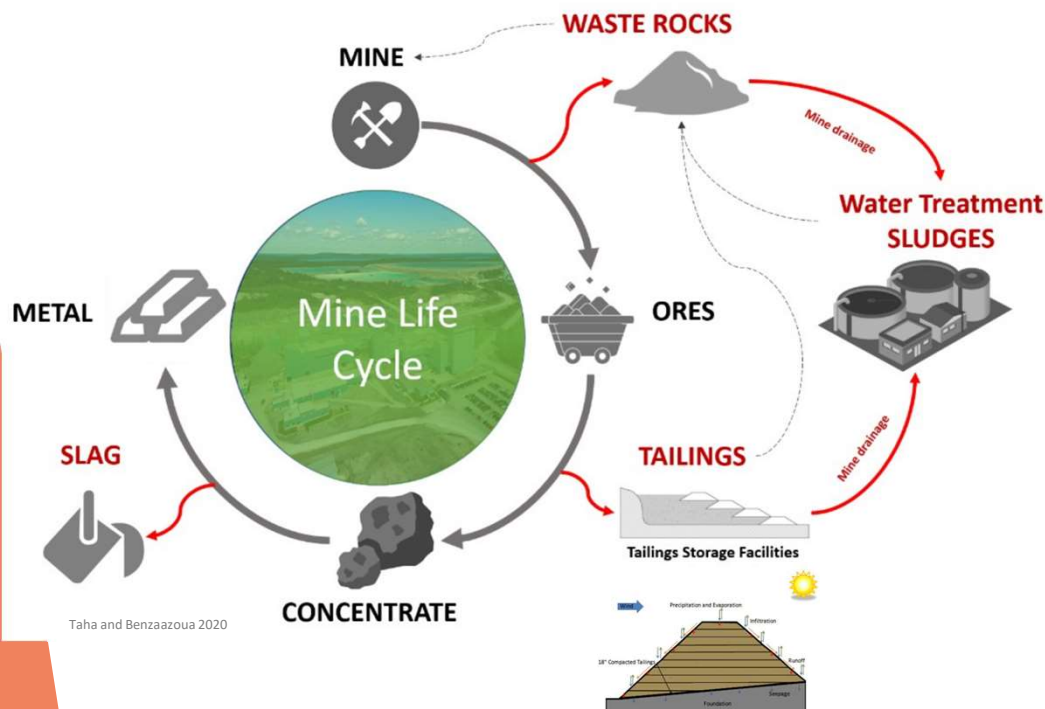 WASTE ROCKS
MINE
Mine drainage
Water Treatment
SLUDGES
METAL
Mine Life
Cycle
ORES
SLAG
TAILINGS
Mine drainage
Tailings Storage Facilities
CONCENTRATE
Taha and Benzaazoua 2020
Wind
Precipitation and Evaporation
Infiltration
18" Compacted Tailings
Runoff
Seepage
Foundation